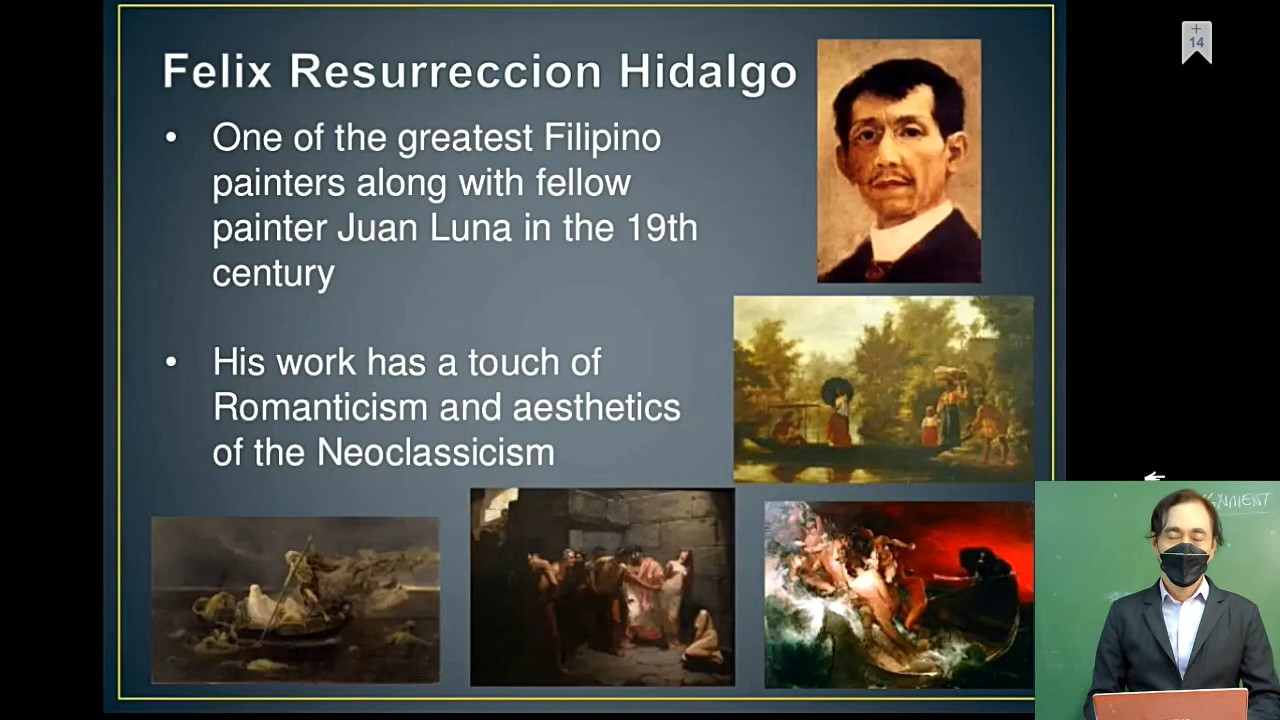 Felix Resurreccion Hidalgo
• One of the greatest Filipino
painters along with fellow
painter Juan Luna in the 19th
century
• His work has a touch of
Romanticism and aesthetics
of the Neoclassicism
+
14